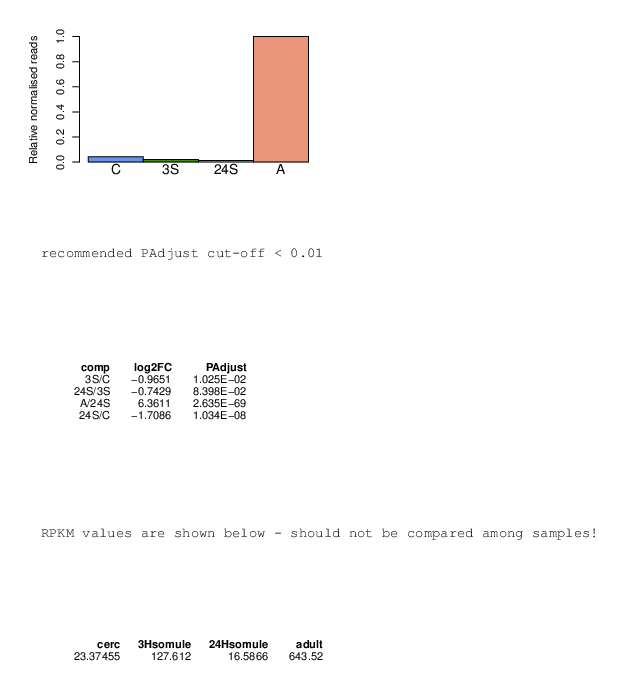 Relative normalised reads
1.0
0.8
0.6
0.4
0.2
0.0
C 3S 24S A
recommended PAdjust cut-off < 0.01
comp log2FC PAdjust
3S/C −0.9651 1.025E−02
24S/3S −0.7429 8.398E−02
A/24S 6.3611 2.635E−69
24S/C −1.7086 1.034E−08
RPKM values are shown below - should not be compared among samples!
cerc 3Hsomule 24Hsomule adult
23.37455 127.612 16.5866 643.52